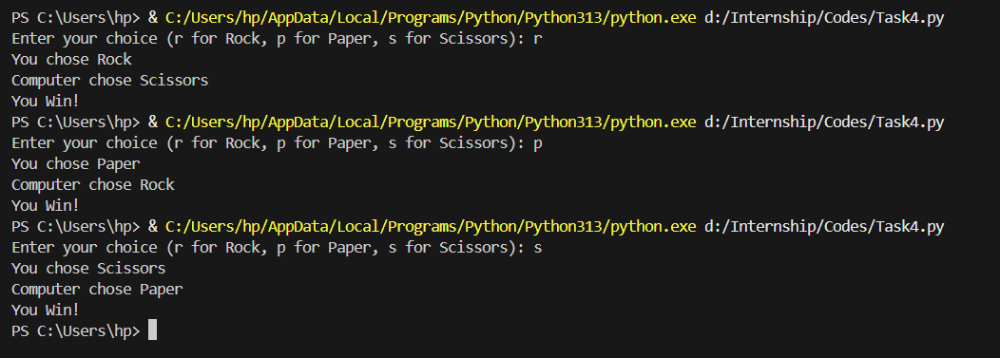 PS C:\Users\hp> & C:/Users/hp/AppData/Local/Programs/Python/Python313/python.exe d:/Internship/Codes/Task4.py
Enter your choice (r for Rock, p for Paper, s for Scissors): r
You chose Rock
Computer chose Scissors
You Win!
PS C:\Users\hp> & C:/Users/hp/AppData/Local/Programs/Python/Python313/python.exe d:/Internship/Codes/Task4.py
Enter your choice (r for Rock, p for Paper, s for Scissors): p
You chose Paper
Computer chose Rock
You Win!
PS C:\Users\hp> & C:/Users/hp/AppData/Local/Programs/Python/Python313/python.exe d:/Internship/Codes/Task4.py
Enter your choice (r for Rock, p for Paper, s for Scissors): s
You chose Scissors
Computer chose Paper
You Win!
PS C:\Users\hp>